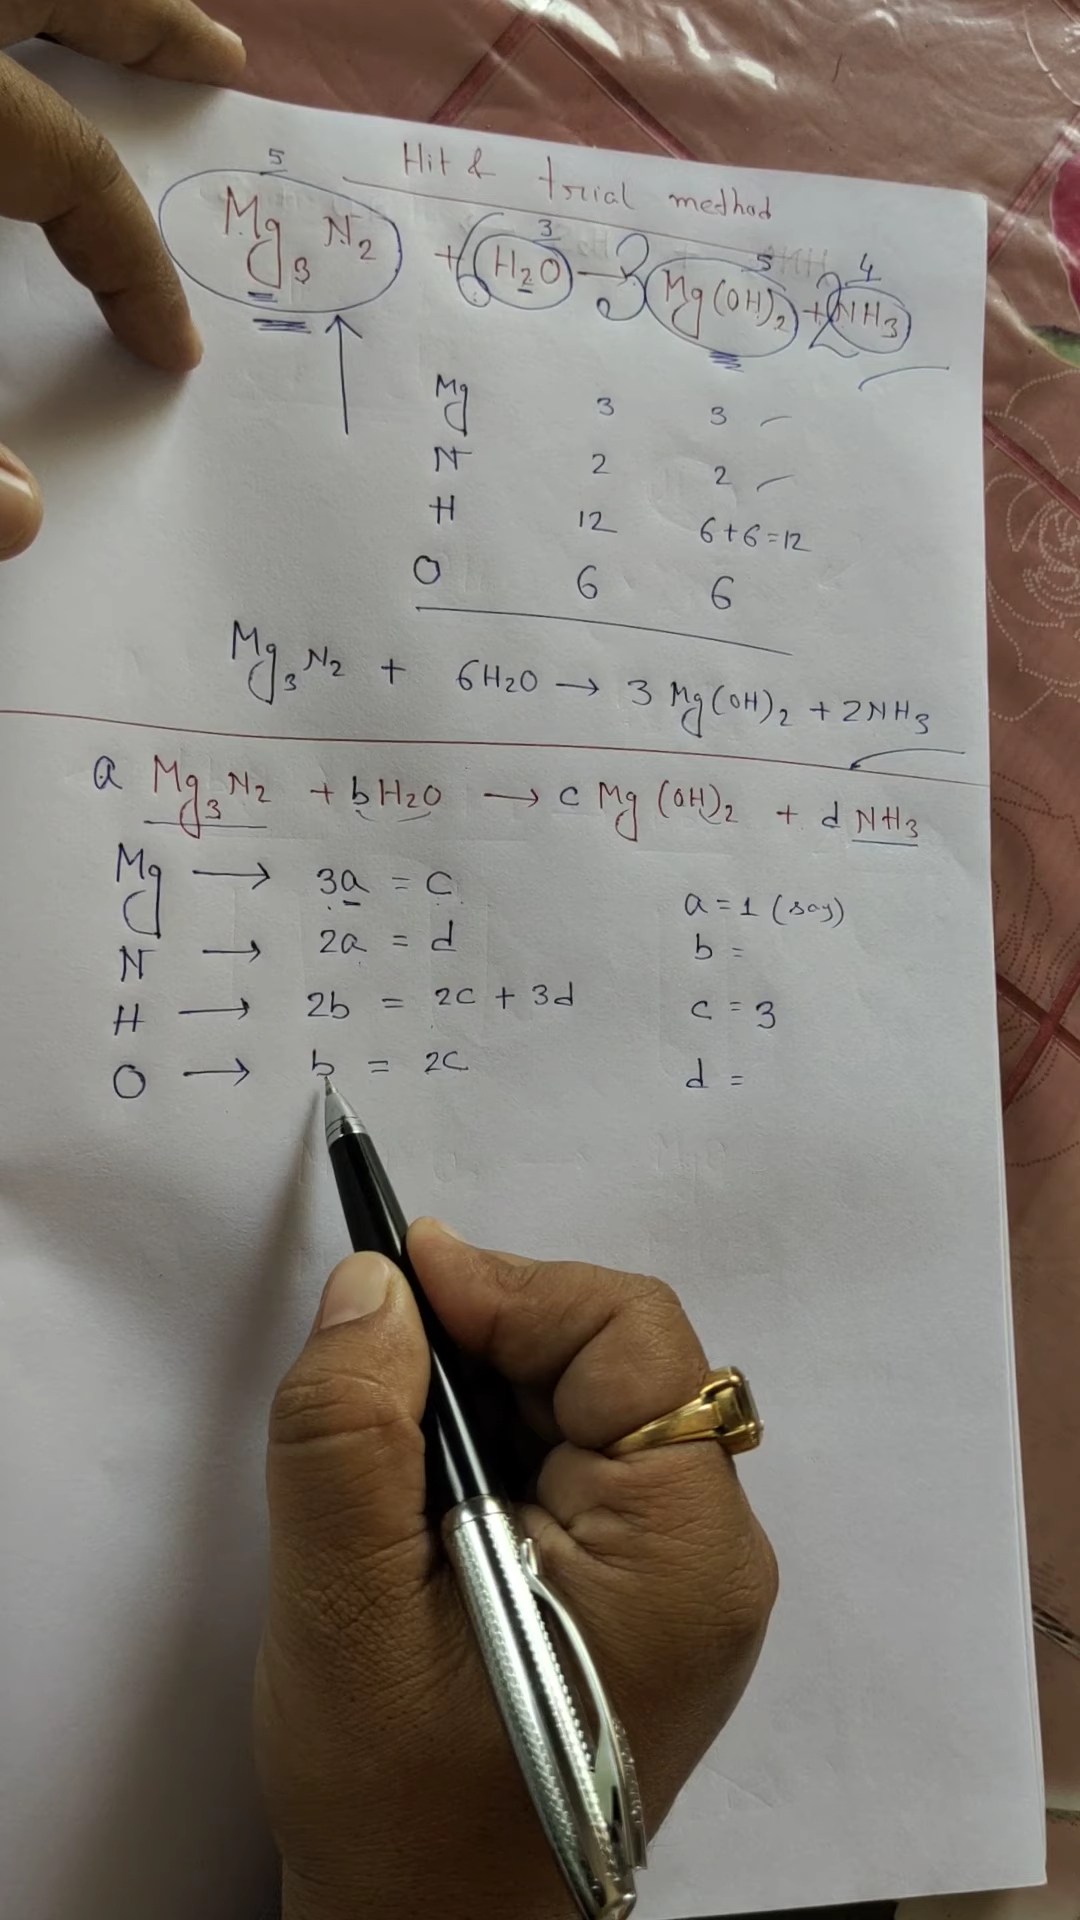 Hit & trial method
5 3 5 4
Mg3N2 + 6H2O → 3Mg(OH)2 + 2NH3
Mg 3 3
N 2 2
H 12 6+6=12
O 6 6
Mg3N2 + 6H2O → 3 Mg(OH)2 + 2NH3
a Mg3N2 + bH2O → c Mg(OH)2 + d NH3
Mg → 3a = c
N → 2a = d
H → 2b = 2c + 3d
O → b = 2c
a = 1 (say)
b =
c = 3
d =